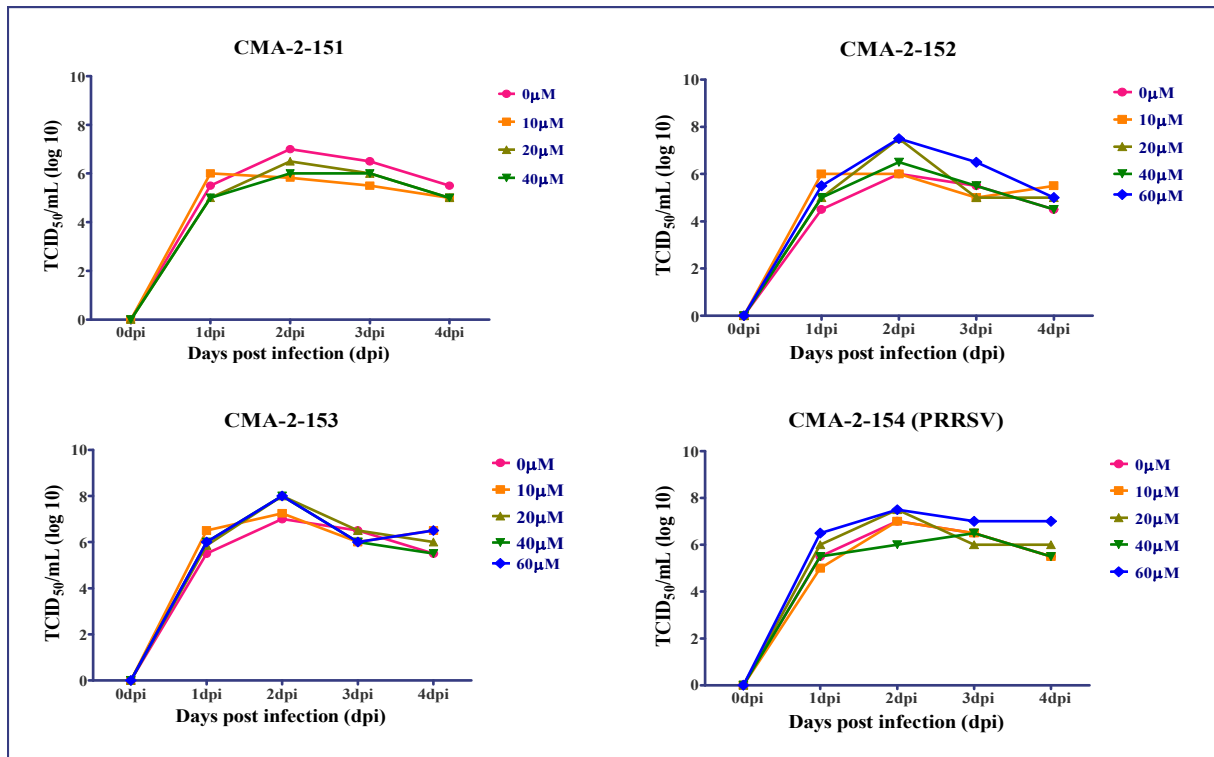 CMA-2-151
10
8
6
4
2
0
TCID50/mL (log 10)
0dpi 1dpi 2dpi 3dpi 4dpi
Days post infection (dpi)
0μM
10μM
20μM
40μM
CMA-2-152
10
8
6
4
2
0
TCID50/mL (log 10)
0dpi 1dpi 2dpi 3dpi 4dpi
Days post infection (dpi)
0μM
10μM
20μM
40μM
60μM
CMA-2-153
10
8
6
4
2
0
TCID50/mL (log 10)
0dpi 1dpi 2dpi 3dpi 4dpi
Days post infection (dpi)
0μM
10μM
20μM
40μM
60μM
CMA-2-154 (PRRSV)
10
8
6
4
2
0
TCID50/mL (log 10)
0dpi 1dpi 2dpi 3dpi 4dpi
Days post infection (dpi)
0μM
10μM
20μM
40μM
60μM